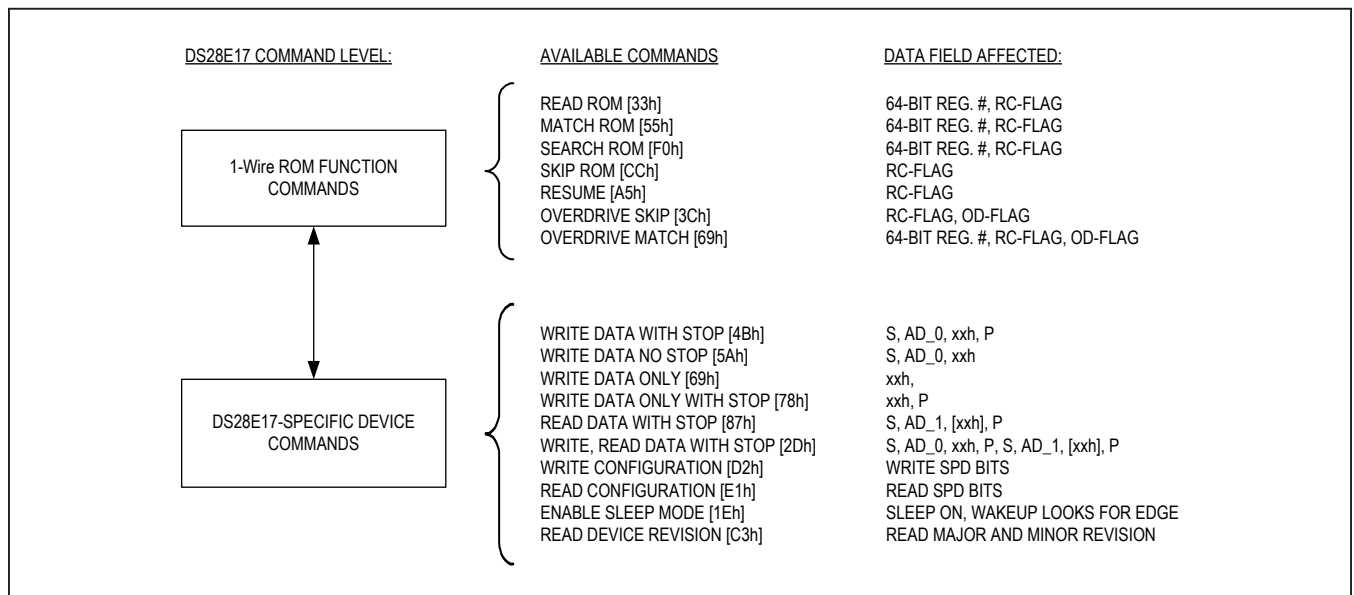 DS28E17 COMMAND LEVEL: AVAILABLE COMMANDS DATA FIELD AFFECTED:
1-Wire ROM FUNCTION
COMMANDS
READ ROM [33h] 64-BIT REG. #, RC-FLAG
MATCH ROM [55h] 64-BIT REG. #, RC-FLAG
SEARCH ROM [F0h] 64-BIT REG. #, RC-FLAG
SKIP ROM [CCh] RC-FLAG
RESUME [A5h] RC-FLAG
OVERDRIVE SKIP [3Ch] RC-FLAG, OD-FLAG
OVERDRIVE MATCH [69h] 64-BIT REG. #, RC-FLAG, OD-FLAG
DS28E17-SPECIFIC DEVICE
COMMANDS
WRITE DATA WITH STOP [4Bh] S, AD_0, xxh, P
WRITE DATA NO STOP [5Ah] S, AD_0, xxh
WRITE DATA ONLY [69h] xxh,
WRITE DATA ONLY WITH STOP [78h] xxh, P
READ DATA WITH STOP [87h] S, AD_1, [xxh], P
WRITE, READ DATA WITH STOP [2Dh] S, AD_0, xxh, P, S, AD_1, [xxh], P
WRITE CONFIGURATION [D2h] WRITE SPD BITS
READ CONFIGURATION [E1h] READ SPD BITS
ENABLE SLEEP MODE [1Eh] SLEEP ON, WAKEUP LOOKS FOR EDGE
READ DEVICE REVISION [C3h] READ MAJOR AND MINOR REVISION